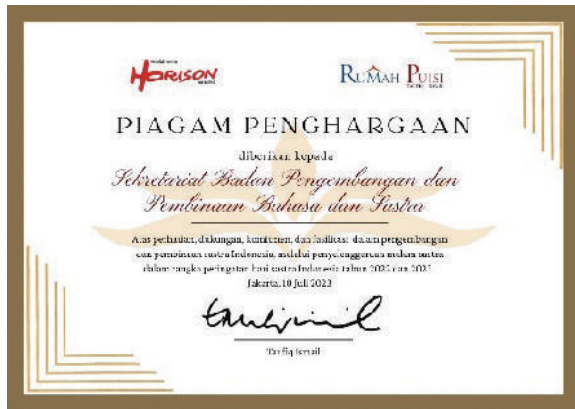 HORISON
RUMAH PUISI
PIAGAM PENGHARGAAN
diberikan kepada
Sekretariat Badan Pengembangan dan
Pembinaan Bahasa dan Sastra
Atas perhatian, dukungan, komitmen, dan fasilitasi dalam pengembangan
dan pembinaan sastra Indonesia, melalui penyelenggaraan malam sastra
dalam rangka peringatan hari sastra Indonesia tahun 2022 dan 2023
Jakarta, 10 Juli 2023
Taufiq Ismail